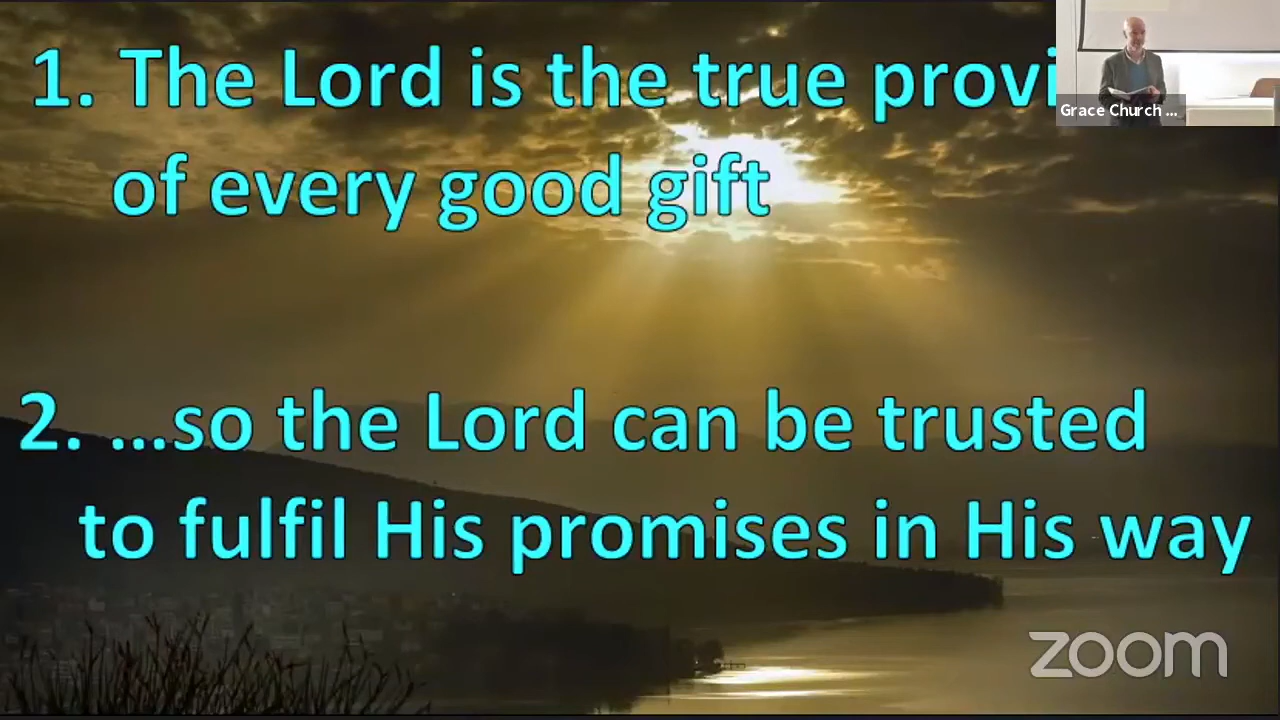 1. The Lord is the true provi
of every good gift
Grace Church ...
2. ...so the Lord can be trusted
to fulfil His promises in His way
zoom